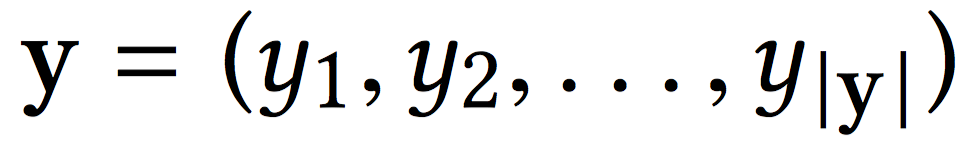 y = (y₁, y₂, . . . , y|y|)